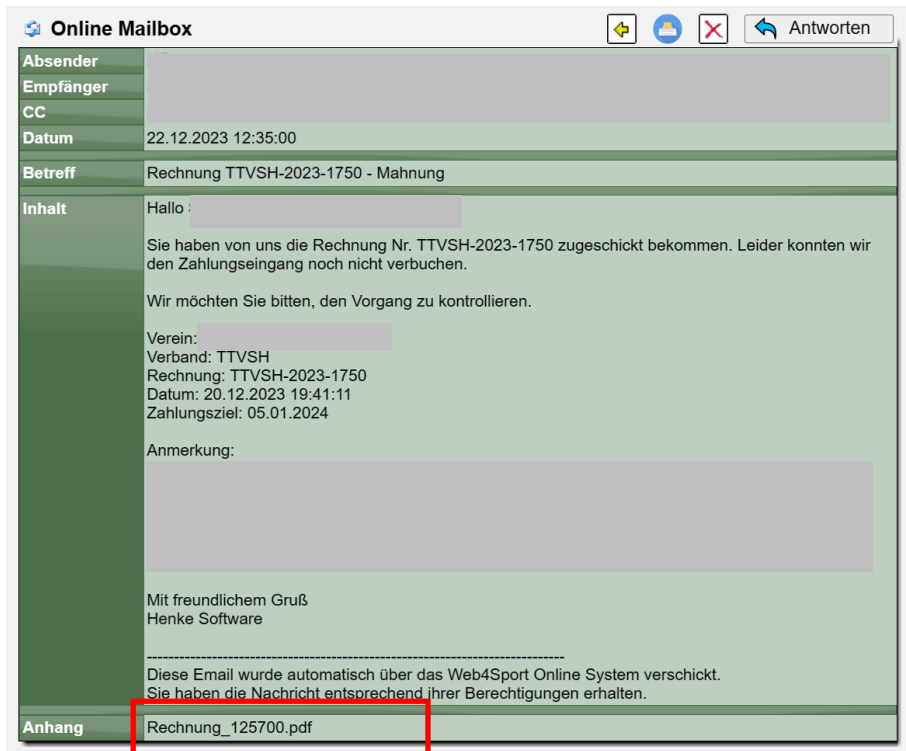 Online Mailbox
Antworten
Absender
Empfänger
CC
Datum 22.12.2023 12:35:00
Betreff Rechnung TTVSH-2023-1750 - Mahnung
Inhalt Hallo
Sie haben von uns die Rechnung Nr. TTVSH-2023-1750 zugeschickt bekommen. Leider konnten wir
den Zahlungseingang noch nicht verbuchen.
Wir möchten Sie bitten, den Vorgang zu kontrollieren.
Verein:
Verband: TTVSH
Rechnung: TTVSH-2023-1750
Datum: 20.12.2023 19:41:11
Zahlungsziel: 05.01.2024
Anmerkung:
Mit freundlichem Gruß
Henke Software
--------------------------------------------------------------------------
Diese Email wurde automatisch über das Web4Sport Online System verschickt.
Sie haben die Nachricht entsprechend ihrer Berechtigungen erhalten.
Anhang Rechnung_125700.pdf